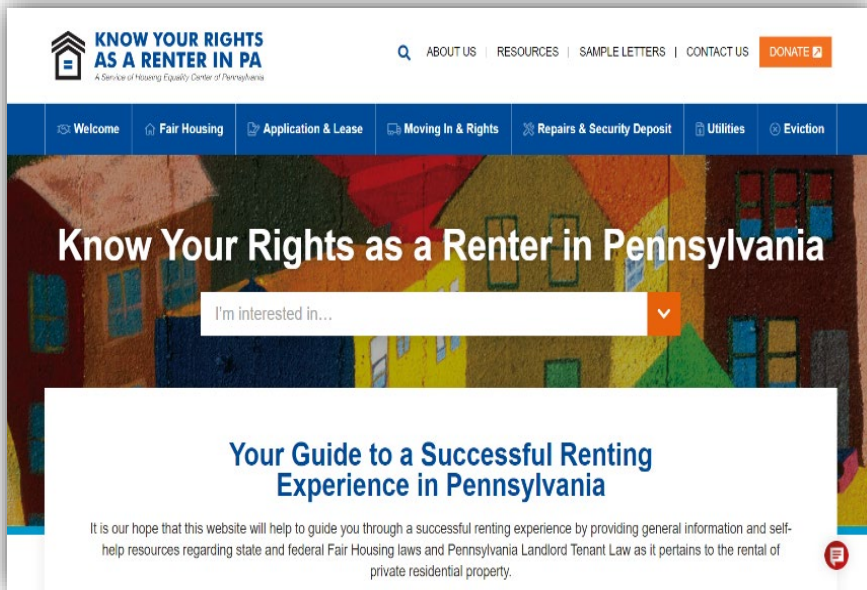 KNOW YOUR RIGHTS
AS A RENTER IN PA
A Service of Housing Equality Center of Pennsylvania
ABOUT US | RESOURCES | SAMPLE LETTERS | CONTACT US DONATE
Welcome Fair Housing Application & Lease Moving In & Rights Repairs & Security Deposit Utilities Eviction
Know Your Rights as a Renter in Pennsylvania
I'm interested in...
Your Guide to a Successful Renting
Experience in Pennsylvania
It is our hope that this website will help to guide you through a successful renting experience by providing general information and self-
help resources regarding state and federal Fair Housing laws and Pennsylvania Landlord Tenant Law as it pertains to the rental of
private residential property.